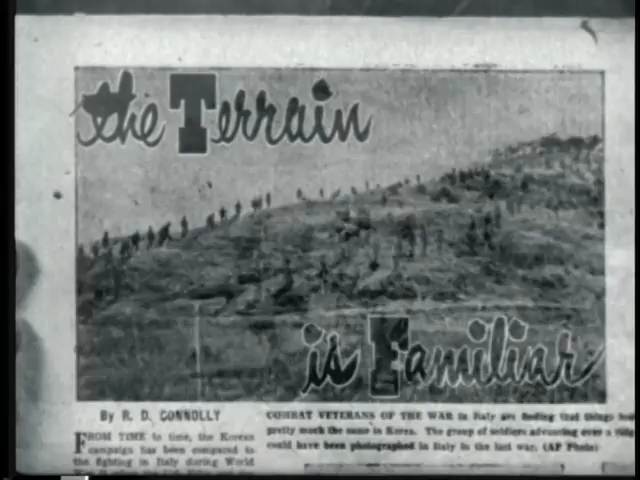 the Terrain
is Familiar
By R. D. CONNOLLY
FROM TIME to time, the Korean
campaign has been compared to
the fighting in Italy during World
COMBAT VETERANS OF THE WAR in Italy are finding that things
pretty much the same in Korea. The group of soldiers advancing over a
could have been photographed in Italy in the last war. (AP Photo)